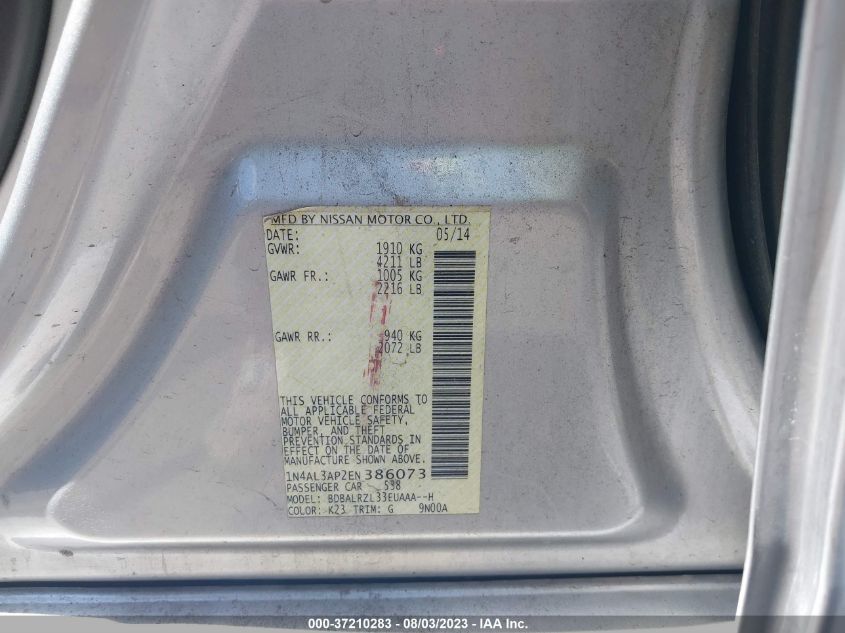 MFD BY NISSAN MOTOR CO., LTD.
DATE: 05/14
GVWR: 1910 KG
4211 LB
GAWR FR.: 1005 KG
2216 LB
GAWR RR.: 940 KG
2072 LB
THIS VEHICLE CONFORMS TO
ALL APPLICABLE FEDERAL
MOTOR VEHICLE SAFETY,
BUMPER, AND THEFT
PREVENTION STANDARDS IN
EFFECT ON THE DATE OF
MANUFACTURE SHOWN ABOVE.
1N4AL3AP2EN386073
PASSENGER CAR 538
MODEL: BDBALRZL33EUAAA--H
COLOR: K23 TRIM: G 9N00A
000-37210283 - 08/03/2023 - © IAA Inc.